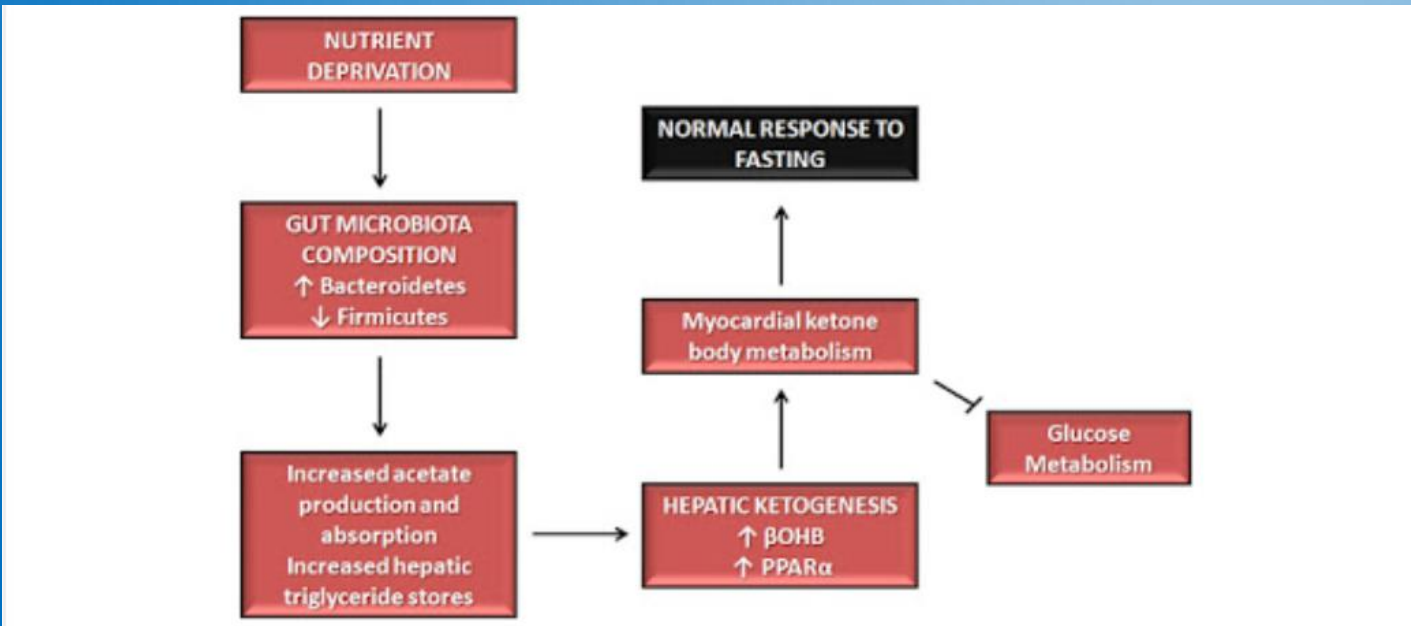 NUTRIENT
DEPRIVATION
GUT MICROBIOTA
COMPOSITION
↑ Bacteroidetes
↓ Firmicutes
Increased acetate
production and
absorption
Increased hepatic
triglyceride stores
HEPATIC KETOGENESIS
↑ βOHB
↑ PPARα
Myocardial ketone
body metabolism
Glucose
Metabolism
NORMAL RESPONSE TO
FASTING